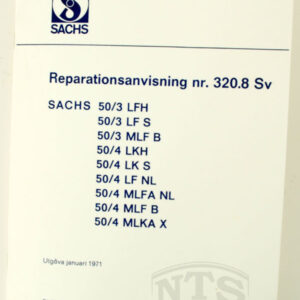 SACHS
Reparationsanvisning nr. 320.8 Sv
SACHS 50/3 LFH
50/3 LF S
50/3 MLF B
50/4 LKH
50/4 LK S
50/4 LF NL
50/4 MLFA NL
50/4 MLF B
50/4 MLKA X
Utgåva januari 1971
NTS